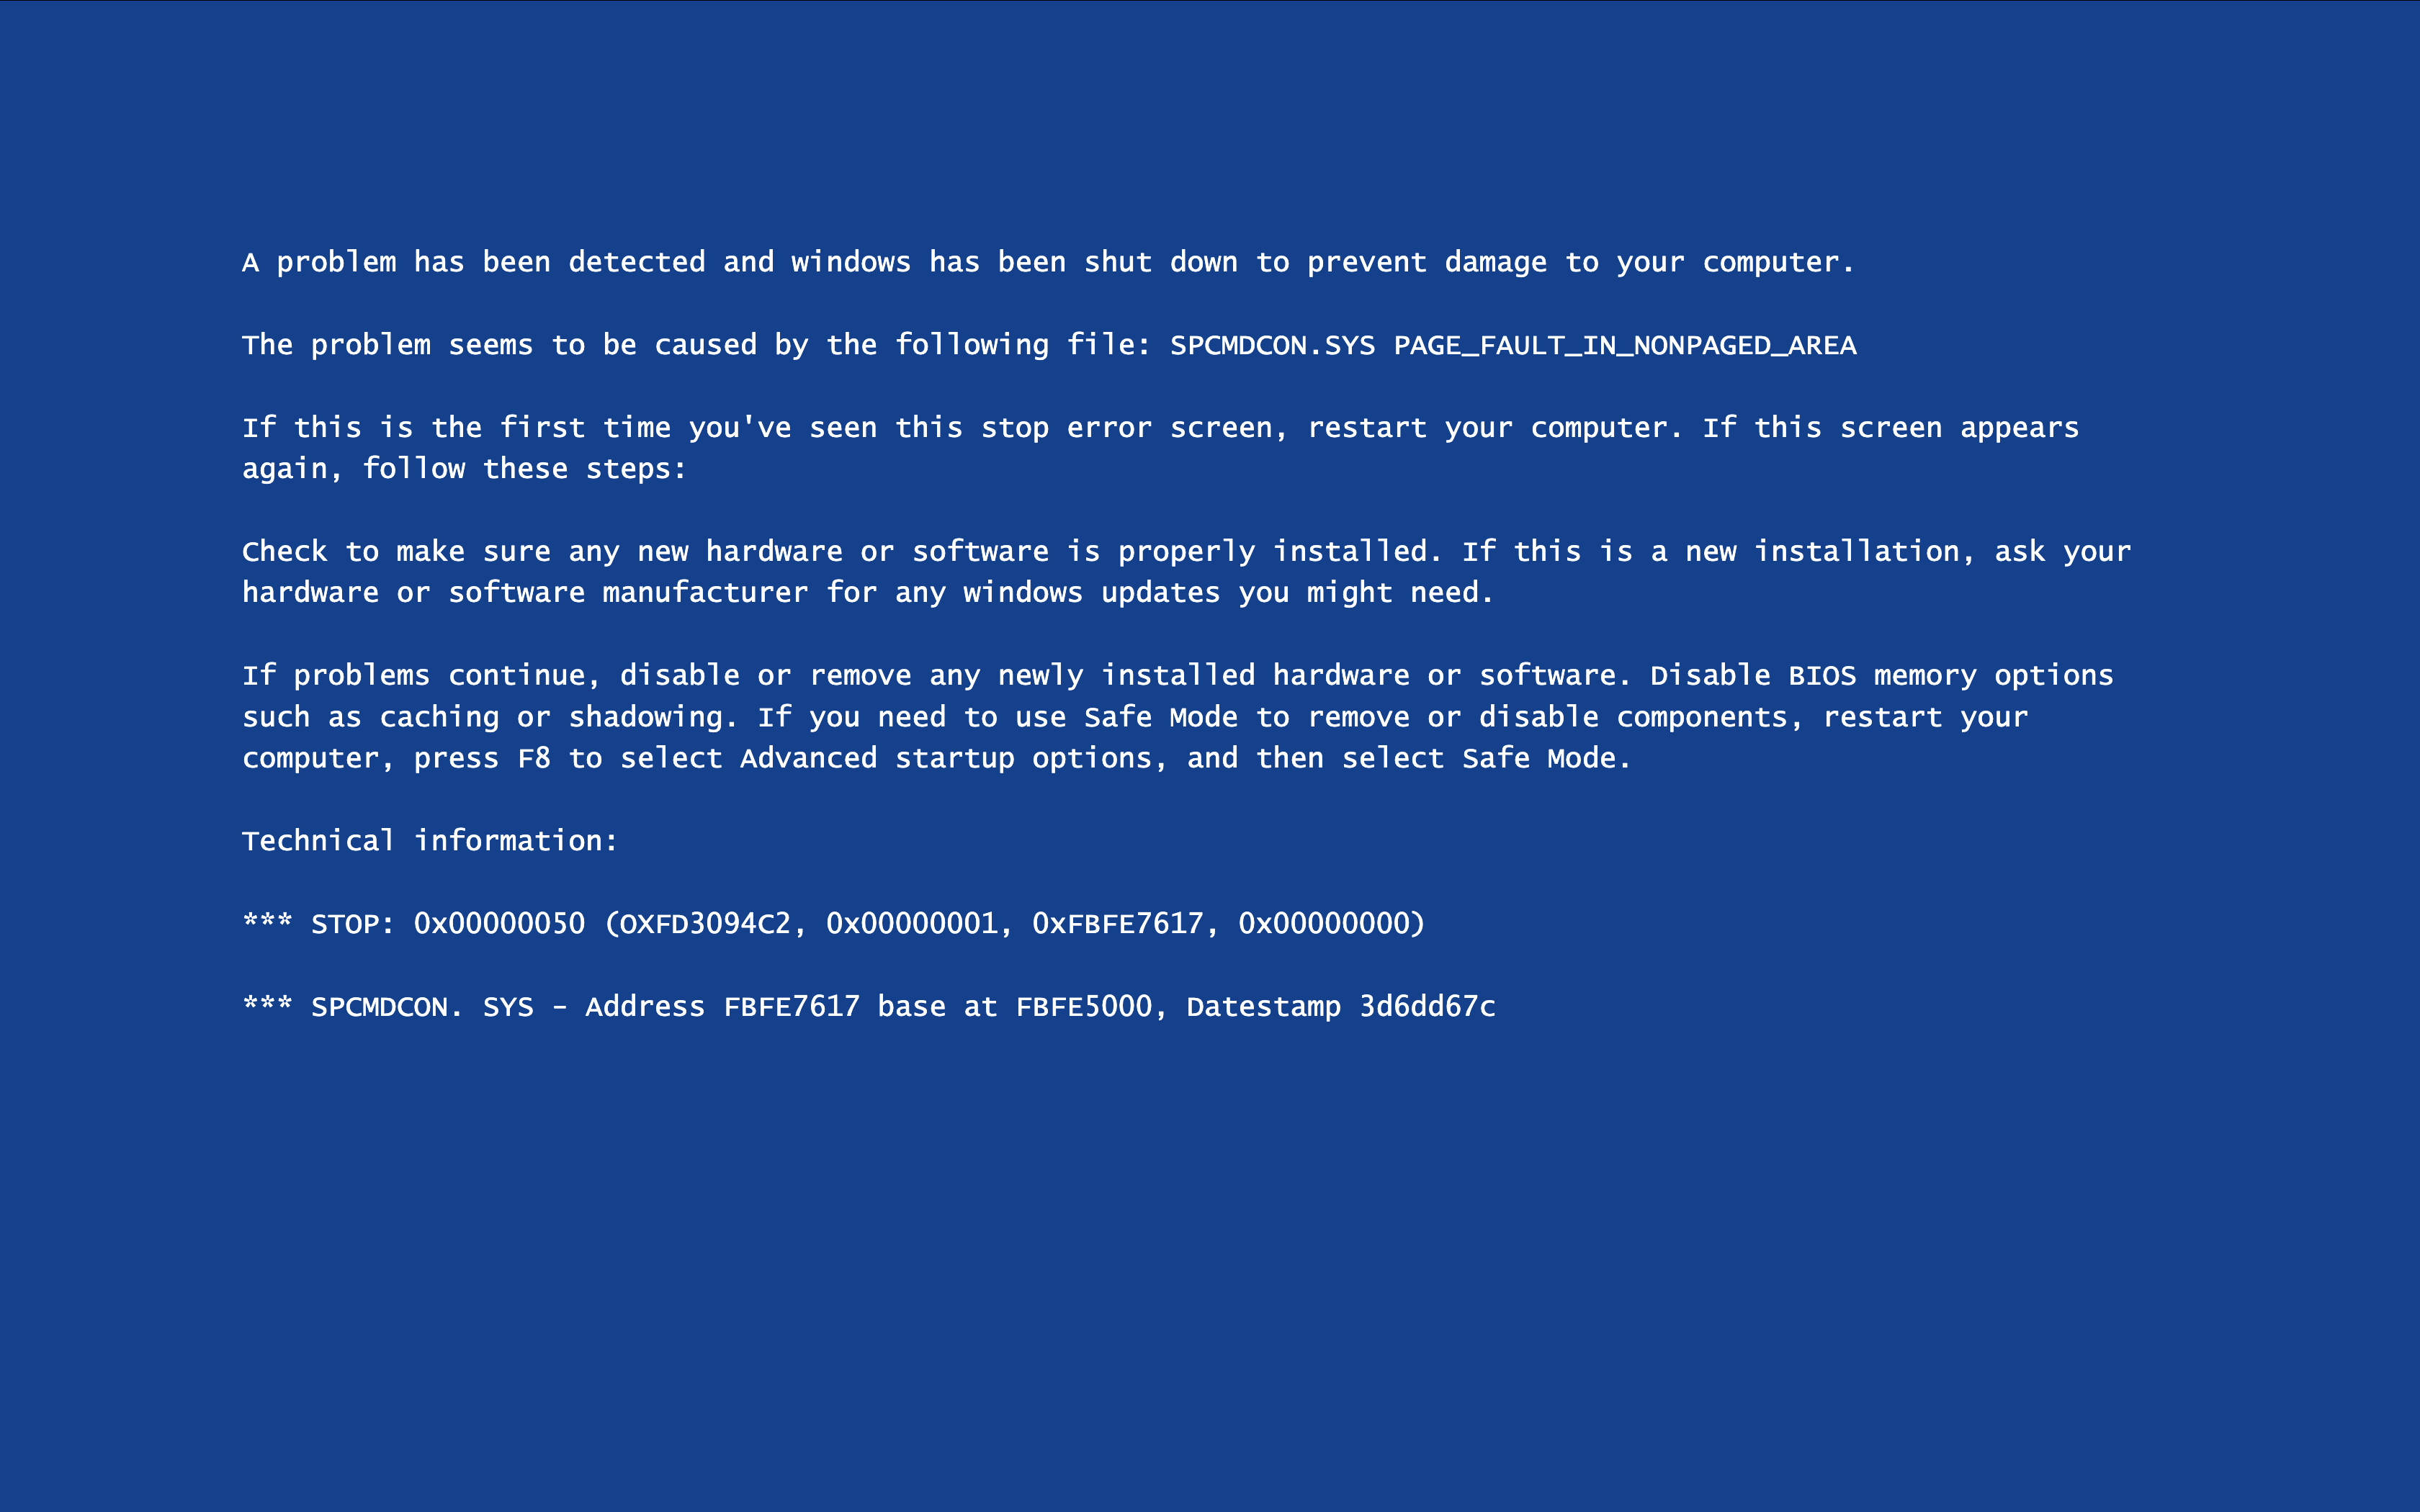 A problem has been detected and windows has been shut down to prevent damage to your computer.
The problem seems to be caused by the following file: SPCMDCON.SYS PAGE_FAULT_IN_NONPAGED_AREA
If this is the first time you've seen this stop error screen, restart your computer. If this screen appears
again, follow these steps:
Check to make sure any new hardware or software is properly installed. If this is a new installation, ask your
hardware or software manufacturer for any windows updates you might need.
If problems continue, disable or remove any newly installed hardware or software. Disable BIOS memory options
such as caching or shadowing. If you need to use Safe Mode to remove or disable components, restart your
computer, press F8 to select Advanced startup options, and then select Safe Mode.
Technical information:
*** STOP: 0x00000050 (OXFD3094C2, 0x00000001, 0xFBFE7617, 0x00000000)
*** SPCMDCON. SYS – Address FBFE7617 base at FBFE5000, Datestamp 3d6dd67c